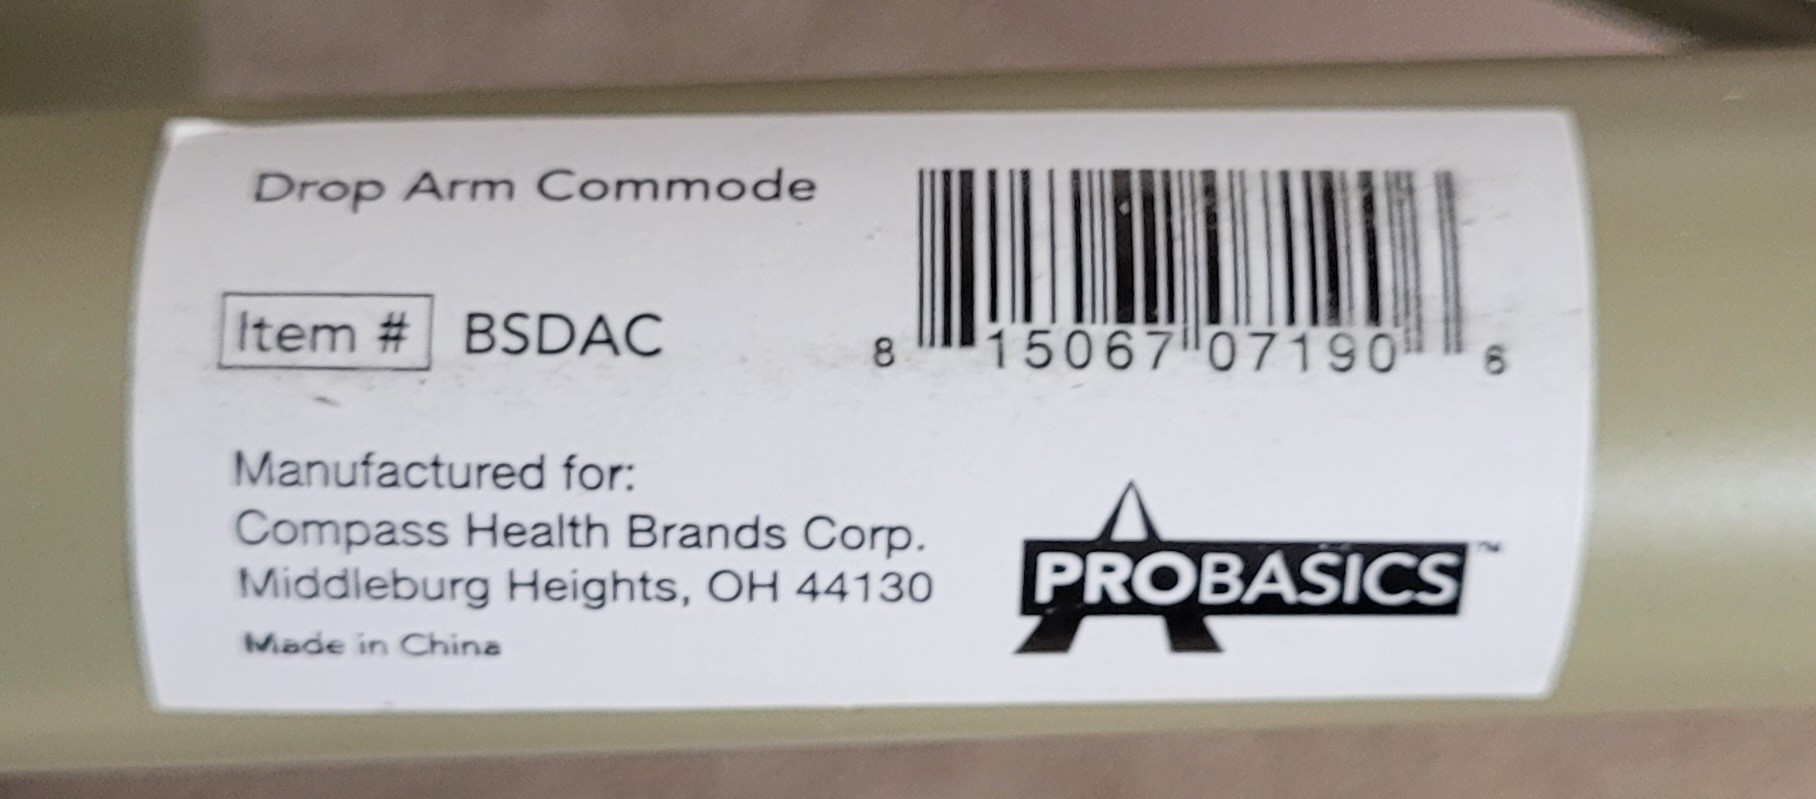 Drop Arm Commode
Item # BSDAC
8 15067 07190 6
Manufactured for:
Compass Health Brands Corp.
Middleburg Heights, OH 44130
Made in China
PROBASICS™